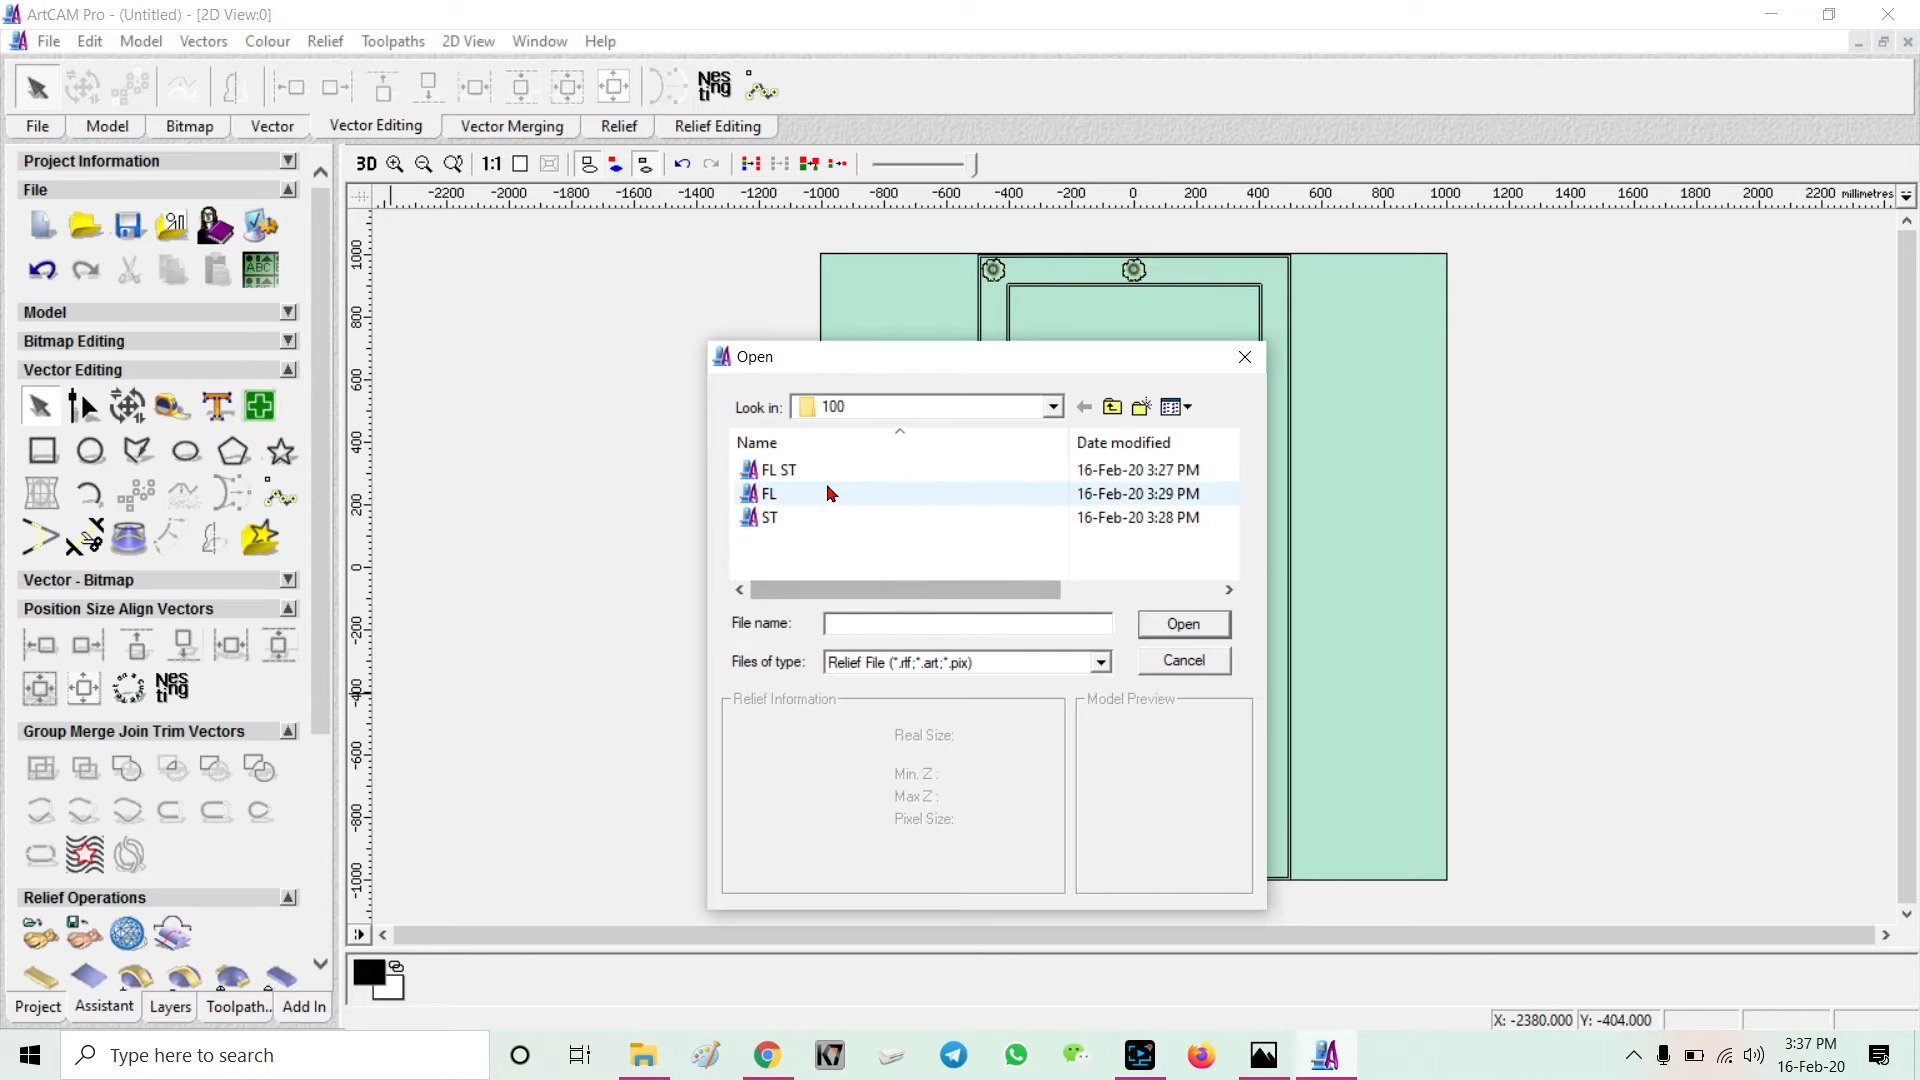 ArtCAM Pro - (Untitled) - [2D View:0]
File Edit Model Vectors Colour Relief Toolpaths 2D View Window Help
Nes
ti ng
File Model Bitmap Vector Vector Editing Vector Merging Relief Relief Editing
Project Information
File
ABC
Model
Bitmap Editing
Vector Editing
Vector - Bitmap
Position Size Align Vectors
Nes
ti ng
Group Merge Join Trim Vectors
Relief Operations
Project Assistant Layers Toolpath.. Add In
3D 1:1
-2200 -2000 -1800 -1600 -1400 -1200 -1000 -800 -600 -400 -200 0 200 400 600 800 1000 1200 1400 1600 1800 2000 2200 millimetres
1000
800
600
400
200
0
-200
-400
-600
-800
-1000
Open
Look in: 100
Name Date modified
FL ST 16-Feb-20 3:27 PM
FL 16-Feb-20 3:29 PM
ST 16-Feb-20 3:28 PM
File name: Open
Files of type: Relief File (*.rlf;*.art;*.pix) Cancel
Relief Information Model Preview
Real Size:
Min. Z :
Max Z :
Pixel Size:
X: -2380.000 Y: -404.000
Type here to search
K7
3:37 PM
16-Feb-20